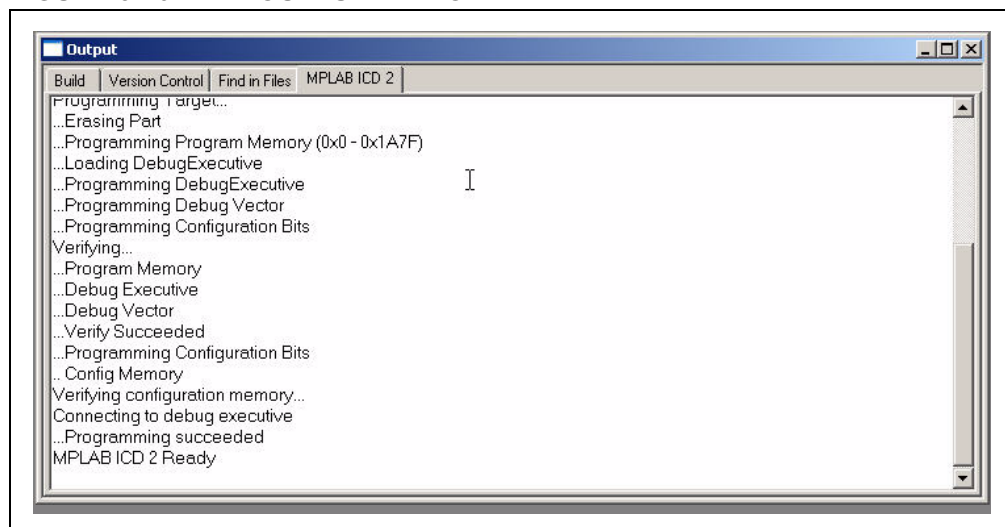 Output
Build Version Control Find in Files MPLAB ICD 2
Programming Target...
...Erasing Part
...Programming Program Memory (0x0 - 0x1A7F)
...Loading DebugExecutive
...Programming DebugExecutive
...Programming Debug Vector
...Programming Configuration Bits
Verifying...
...Program Memory
...Debug Executive
...Debug Vector
...Verify Succeeded
...Programming Configuration Bits
.. Config Memory
Verifying configuration memory...
Connecting to debug executive
...Programming succeeded
MPLAB ICD 2 Ready